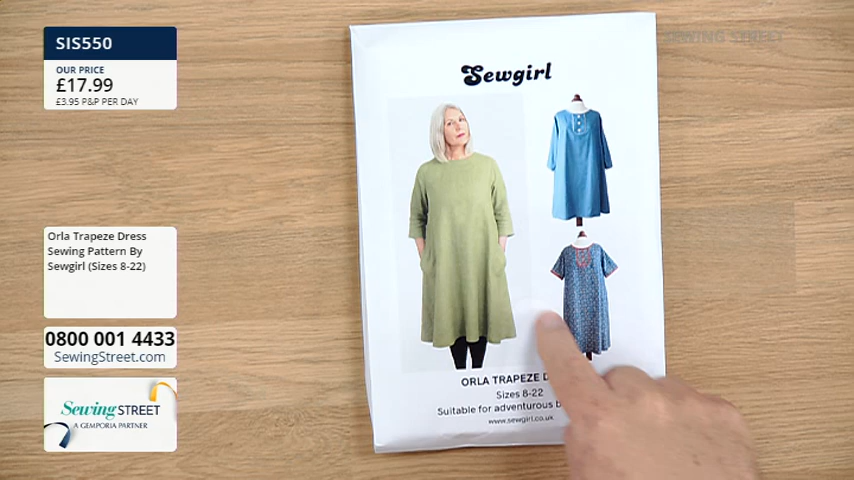 SIS550
OUR PRICE
£17.99
£3.95 P&P PER DAY
Orla Trapeze Dress
Sewing Pattern By
Sewgirl (Sizes 8-22)
0800 001 4433
SewingStreet.com
Sewing STREET
A GEMPORIA PARTNER
SEWING STREET
Sewgirl
ORLA TRAPEZE
Sizes 8-22
Suitable for adventurous
www.sewgirl.co.uk